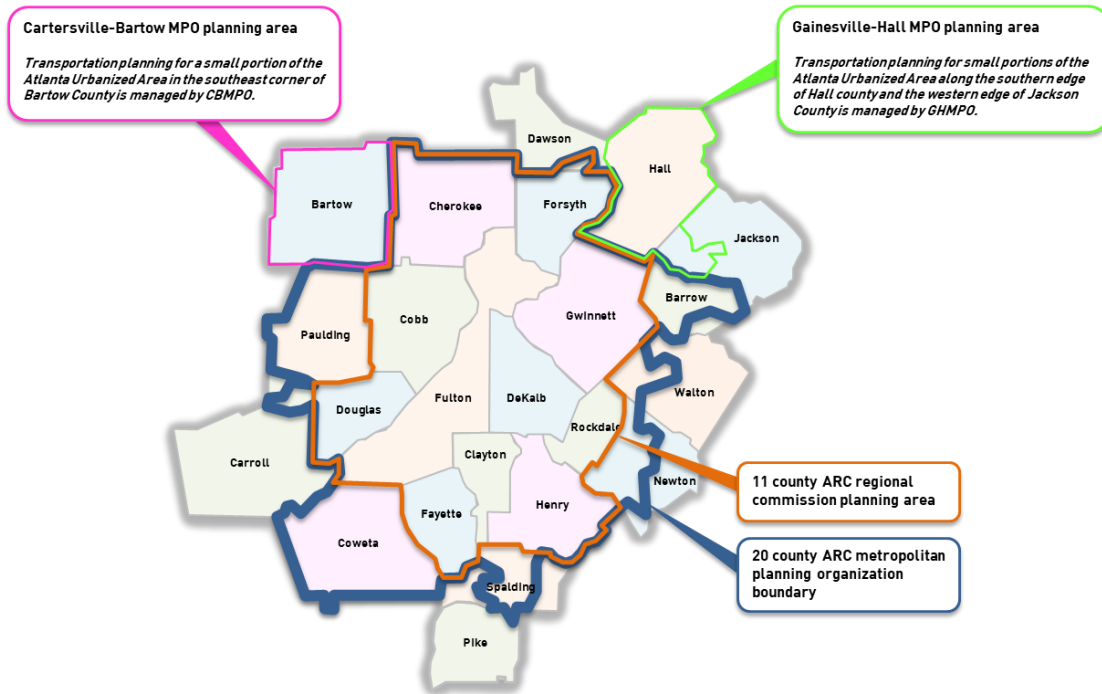 Cartersville-Bartow MPO planning area
Transportation planning for a small portion of the
Atlanta Urbanized Area in the southeast corner of
Bartow County is managed by CBMPO.
Gainesville-Hall MPO planning area
Transportation planning for small portions of the
Atlanta Urbanized Area along the southern edge
of Hall county and the western edge of Jackson
County is managed by GHMPO.
Dawson
Hall
Bartow
Cherokee
Forsyth
Jackson
Barrow
Cobb
Gwinnett
Paulding
Walton
Fulton
DeKalb
Douglas
Rockdale
Carroll
Clayton
Newton
Henry
Fayette
Coweta
Spalding
Pike
11 county ARC regional
commission planning area
20 county ARC metropolitan
planning organization
boundary